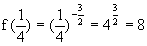 f(1/4) = (1/4)^{-3/2} = 4^{3/2} = 8